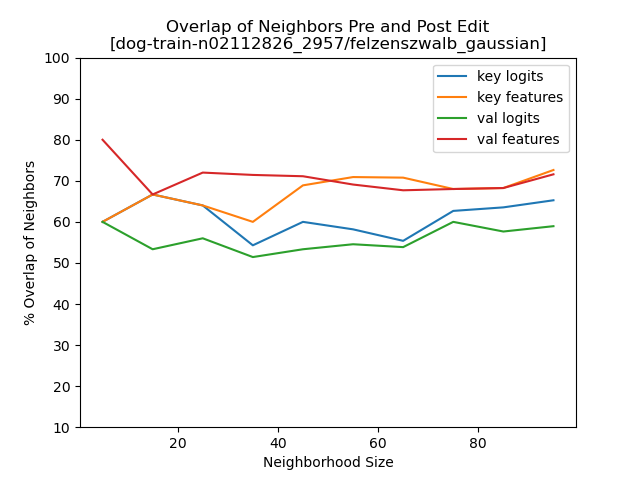 Overlap of Neighbors Pre and Post Edit
[dog-train-n02112826_2957/felzenszwalb_gaussian]
100
90
80
70
60
50
40
30
20
10
% Overlap of Neighbors
key logits
key features
val logits
val features
20
40
60
80
Neighborhood Size